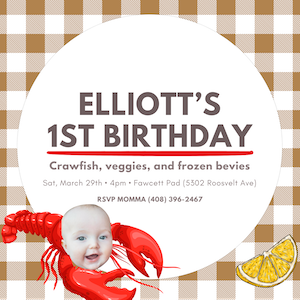 ELLIOTT'S
1ST BIRTHDAY
Crawfish, veggies, and frozen bevies
Sat, March 29th • 4pm • Fawcett Pad (5302 Roosvelt Ave)
RSVP MOMMA (408) 396-2467